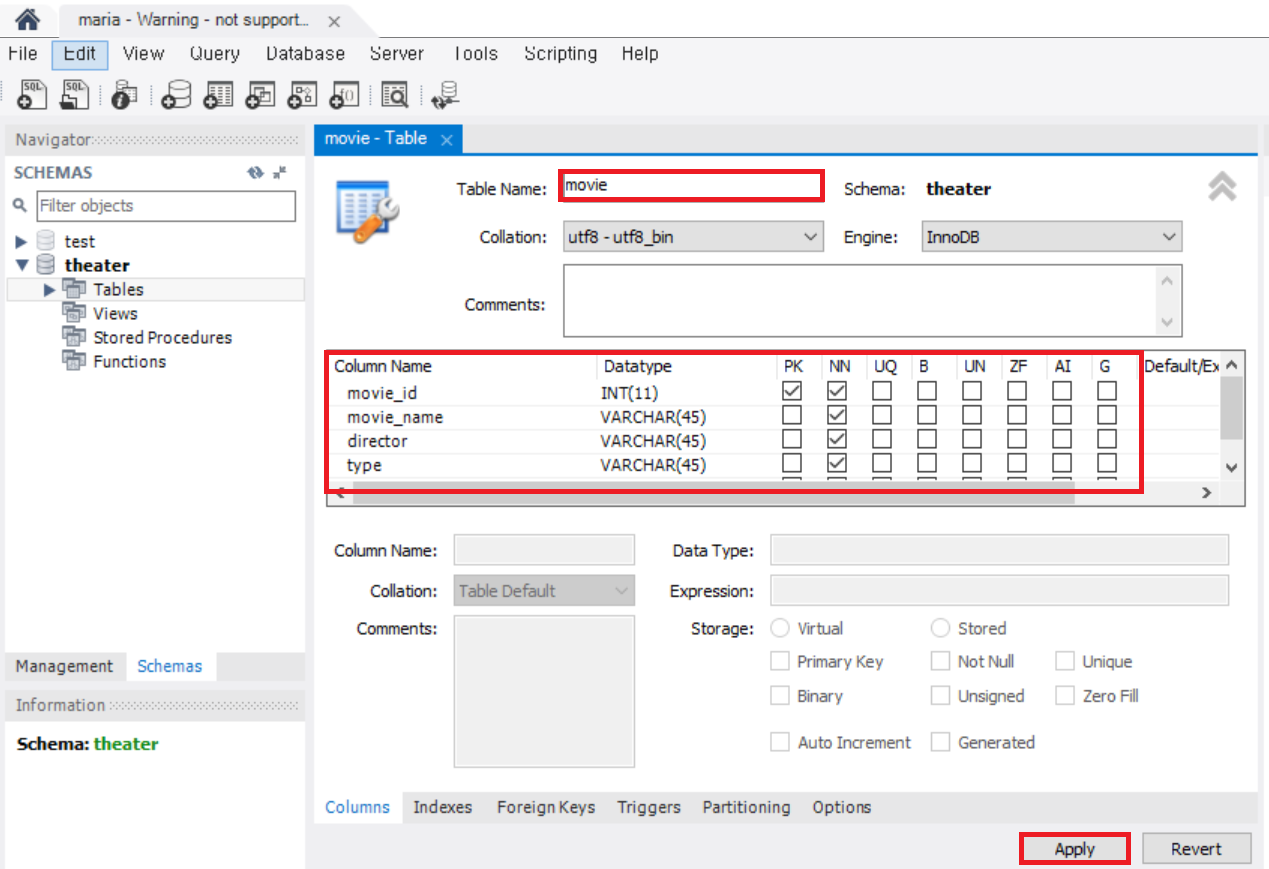 maria - Warning - not support...
File Edit View Query Database Server Tools Scripting Help
SQL SQL f()
Navigator
SCHEMAS
Filter objects
test
theater
Tables
Views
Stored Procedures
Functions
Management Schemas
Information
Schema: theater
movie - Table
Table Name: movie Schema: theater
Collation: utf8 - utf8_bin Engine: InnoDB
Comments:
Column Name Datatype PK NN UQ B UN ZF AI G Default/Ex
movie_id INT(11)
movie_name VARCHAR(45)
director VARCHAR(45)
type VARCHAR(45)
Column Name: Data Type:
Collation: Table Default Expression:
Comments: Storage: Virtual Stored
Primary Key Not Null Unique
Binary Unsigned Zero Fill
Auto Increment Generated
Columns Indexes Foreign Keys Triggers Partitioning Options
Apply Revert